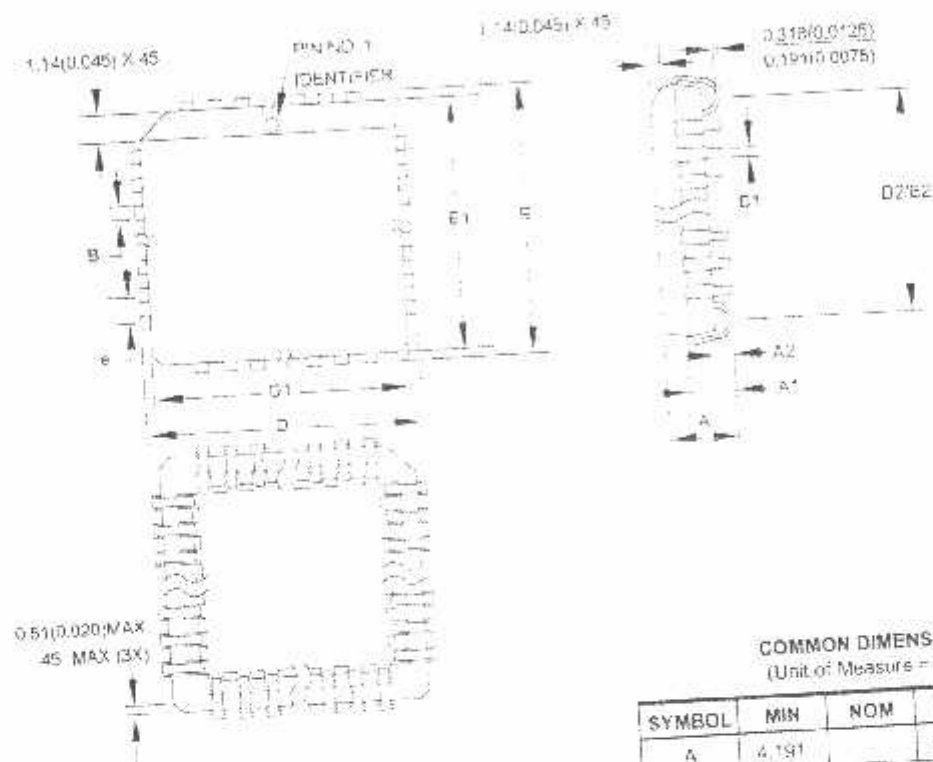 1.14(0.045) X 45
PIN NO. 1
IDENTIFIER
1.14(0.045) X 45
0.318(0.0125)
0.191(0.0075)
B
e
E1
E
D1
D
D2/E2
A2
A1
A
0.51(0.020)MAX
45 MAX (3X)
COMMON DIMENS
(Unit of Measure =
SYMBOL MIN NOM
A 4.191